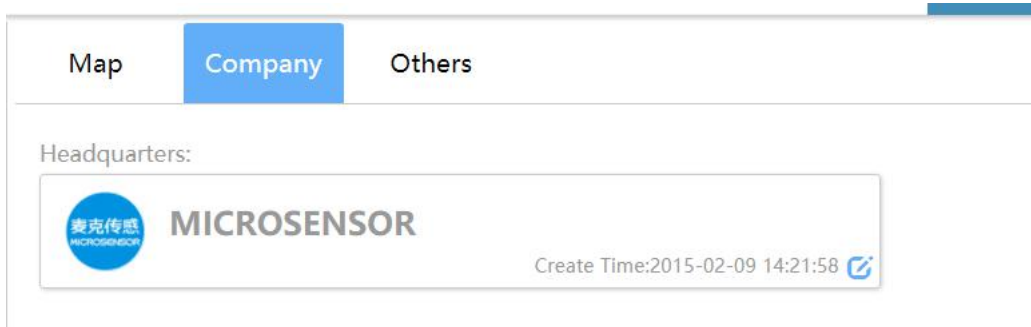 Map Company Others
Headquarters:
麦克传感
MICROSENSOR
MICROSENSOR
Create Time:2015-02-09 14:21:58